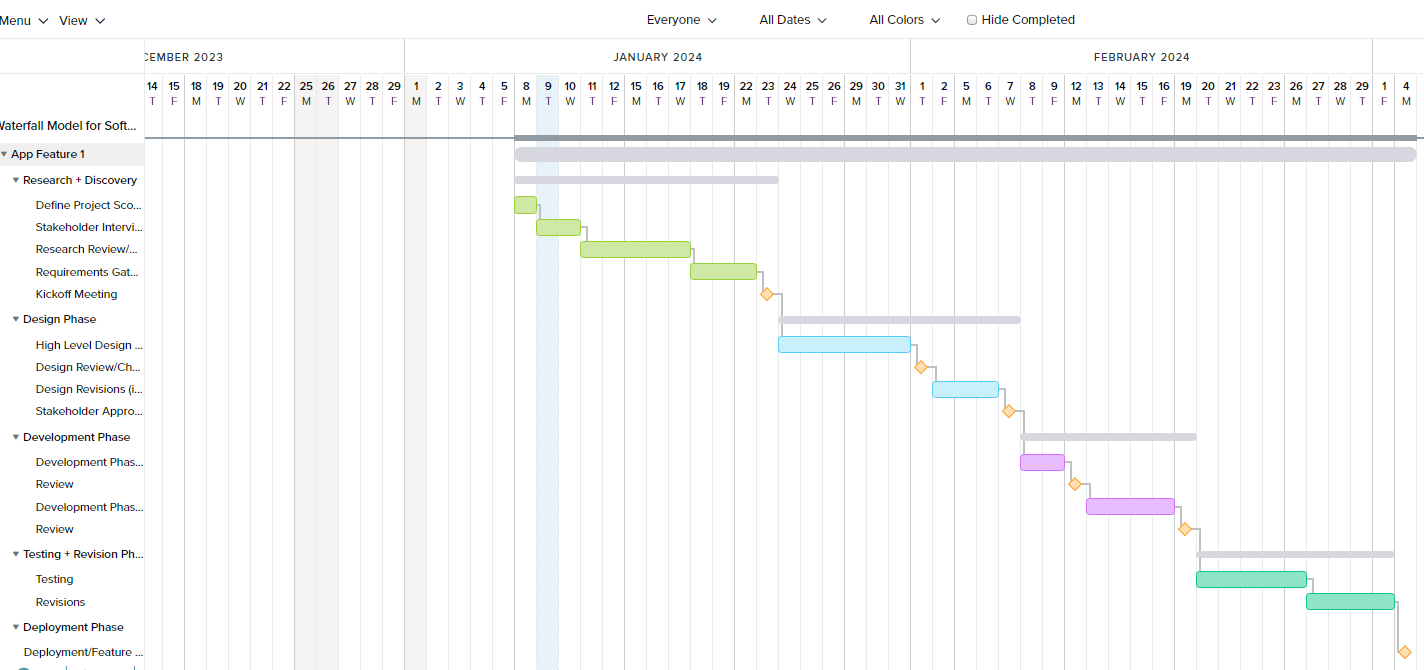 Menu View Everyone All Dates All Colors Hide Completed
CEMBER 2023 JANUARY 2024 FEBRUARY 2024
14 15 18 19 20 21 22 25 26 27 28 29 1 2 3 4 5 8 9 10 11 12 15 16 17 18 19 22 23 24 25 26 29 30 31 1 2 5 6 7 8 9 12 13 14 15 16 19 20 21 22 23 26 27 28 29 1 4
T F M T W T F M T W T F M T W T F M T W T F M T W T F M T W T F M T W T F M T W T F M T W T F M T W T F M T W T F M
Waterfall Model for Soft...
App Feature 1
Research + Discovery
Define Project Sco...
Stakeholder Intervi...
Research Review/...
Requirements Gat...
Kickoff Meeting
Design Phase
High Level Design ...
Design Review/Ch...
Design Revisions (i...
Stakeholder Appro...
Development Phase
Development Phas...
Review
Development Phas...
Review
Testing + Revision Ph...
Testing
Revisions
Deployment Phase
Deployment/Feature ...